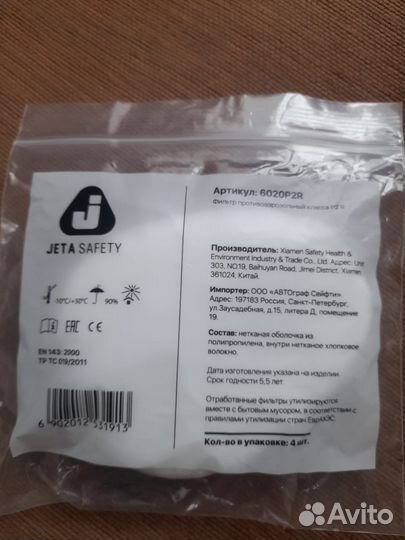 JETA SAFETY
Артикул: 6020P2R
Фильтр противоаэрозольный класса P2 R
Производитель: Xiamen Safety Health &
Environment Industry & Trade Co., Ltd. Адрес: Unit
303, NO.19, Baihuyan Road, Jimei District, Xiamen
361024, Китай.
Импортер: ООО «АВТОграф Сейфти».
Адрес: 197183 Россия, Санкт-Петербург,
ул.Заусадебная, д.15, литера Д, помещение
19.
-10°C/+50°C 90%
EAC CE
EN 143: 2000
ТР ТС 019/2011
Состав: нетканая оболочка из
полипропилена, внутри нетканое хлопковое
волокно.
Дата изготовления указана на изделии.
Срок годности 5,5 лет.
Отработанные фильтры утилизируются
вместе с бытовым мусором, в соответствии с
правилами утилизации стран ЕврАзЭС.
Кол-во в упаковке: 4 шт.
6 902012 531913
Avito